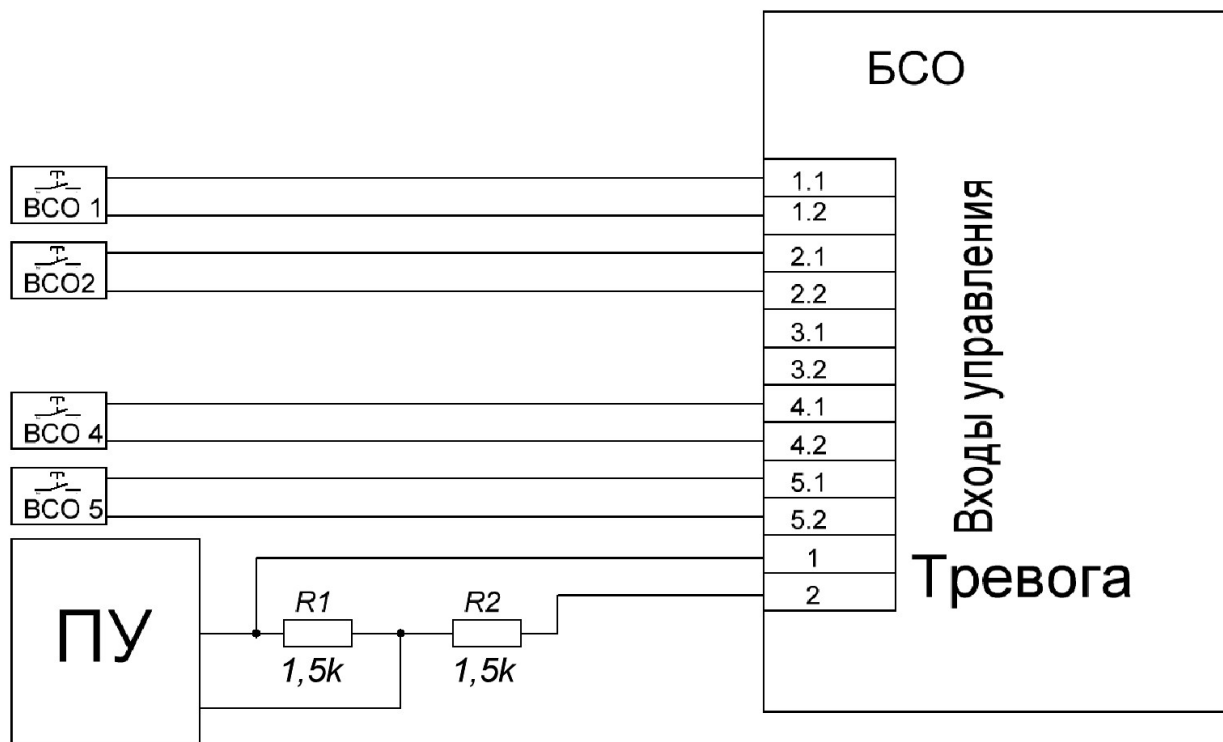 БСО
ВСО 1
ВСО2
ВСО 4
ВСО 5
1.1
1.2
2.1
2.2
3.1
3.2
4.1
4.2
5.1
5.2
1
2
Входы управления
Тревога
ПУ
R1
1,5k
R2
1,5k